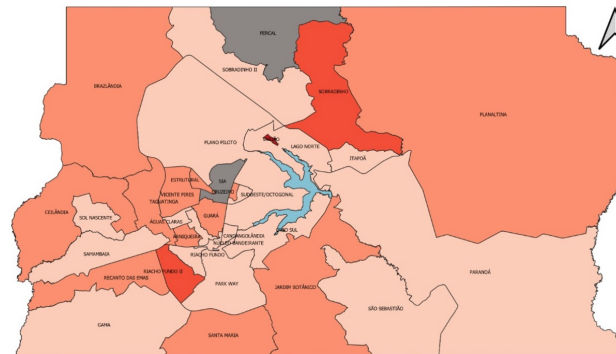 FERCAL
SOBRADINHO II
BRAZLÂNDIA
SOBRADINHO
PLANALTINA
PLANO PILOTO
LAGO NORTE
ITAPOÃ
ESTRUTURAL
SIA
VICENTE PIRES
CRUZEIRO
SUDOESTE/OCTOGONAL
TAGUATINGA
CEILÂNDIA
SOL NASCENTE
GUARÁ
ÁGUAS CLARAS
ARNIQUEIRA
CANDANGOLÂNDIA
LAGO SUL
NÚCLEO BANDEIRANTE
SAMAMBAIA
RIACHO FUNDO
RIACHO FUNDO II
RECANTO DAS EMAS
PARK WAY
JARDIM BOTÂNICO
PARANOÁ
SÃO SEBASTIÃO
GAMA
SANTA MARIA